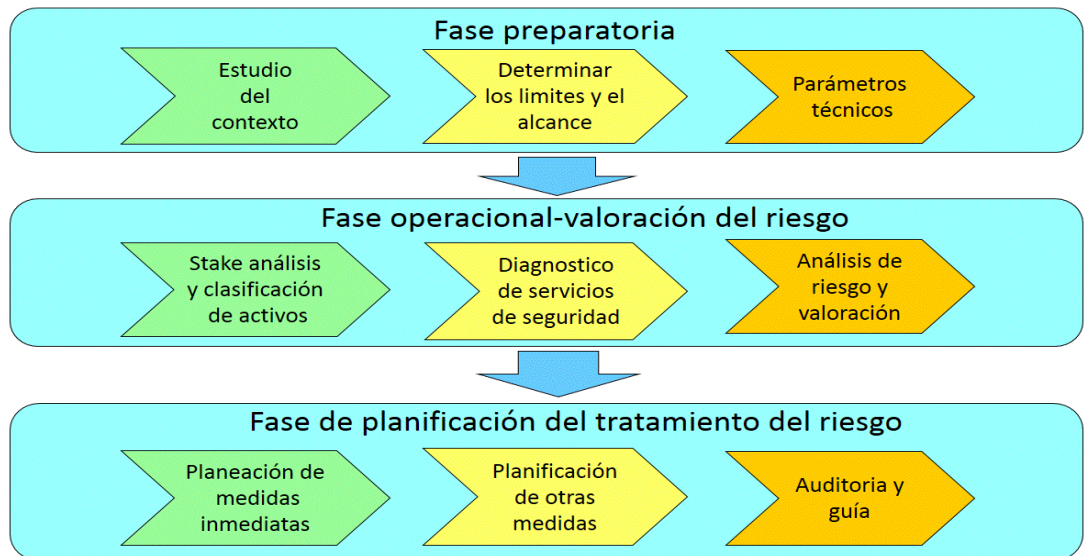 Fase preparatoria
Estudio
del
contexto
Determinar
los limites y el
alcance
Parámetros
técnicos
Fase operacional-valoración del riesgo
Stake análisis
y clasificación
de activos
Diagnostico
de servicios
de seguridad
Análisis de
riesgo y
valoración
Fase de planificación del tratamiento del riesgo
Planeación de
medidas
inmediatas
Planificación
de otras
medidas
Auditoria y
guía